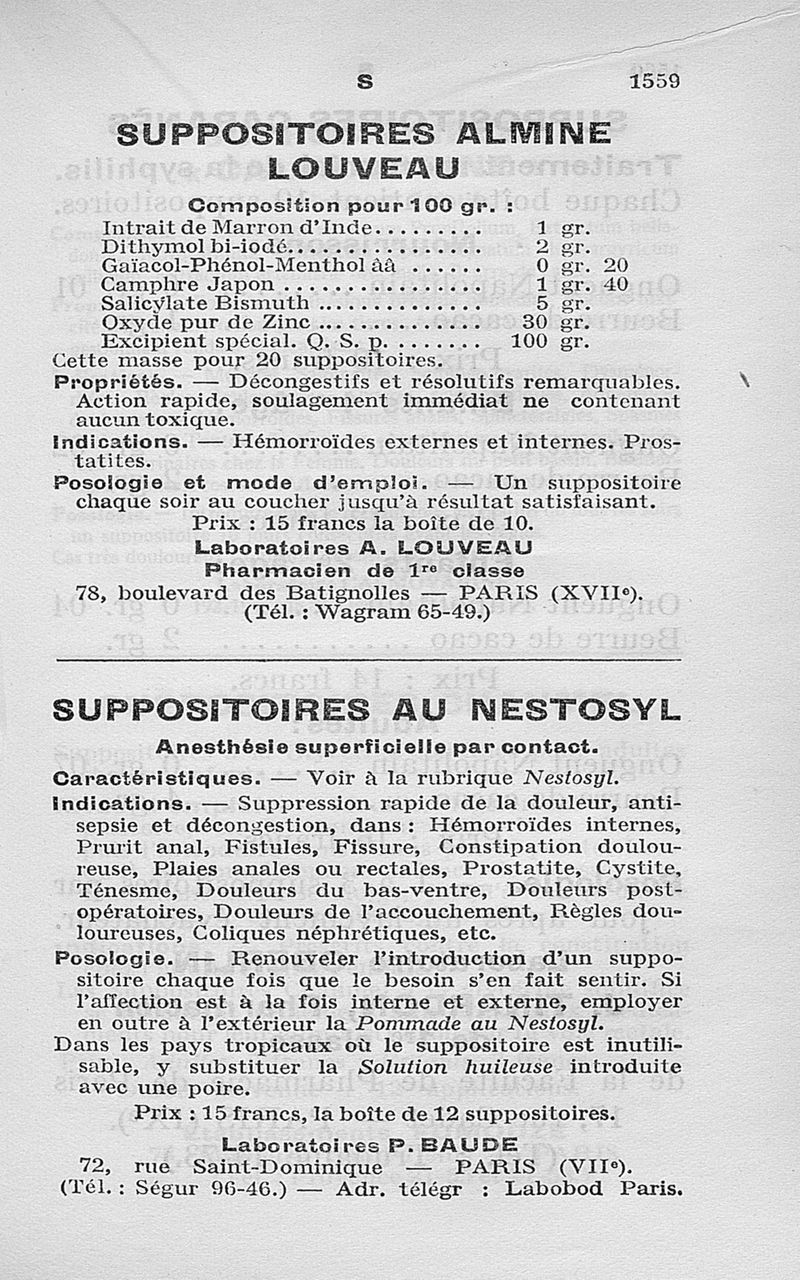 S 1559
SUPPOSITOIRES ALMINE
LOUVEAU
Composition pour 100 gr. :
Intrait de Marron d'Inde......... 1 gr.
Dithymol bi-iodé............... 2 gr.
Gaïacol-Phénol-Menthol àâ ...... 0 gr. 20
Camphre Japon ............... 1 gr. 40
Salicylate Bismuth ............. 5 gr.
Oxyde pur de Zinc ............. 30 gr.
Excipient spécial. Q. S. p. ....... 100 gr.
Cette masse pour 20 suppositoires.
Propriétés. — Décongestifs et résolutifs remarquables.
Action rapide, soulagement immédiat ne contenant
aucun toxique.
Indications. — Hémorroïdes externes et internes. Pros-
tatites.
Posologie et mode d'emploi. — Un suppositoire
chaque soir au coucher jusqu'à résultat satisfaisant.
Prix : 15 francs la boîte de 10.
Laboratoires A. LOUVEAU
Pharmacien de 1re classe
78, boulevard des Batignolles — PARIS (XVIIe).
(Tél. : Wagram 65-49.)
SUPPOSITOIRES AU NESTOSYL
Anesthésie superficielle par contact.
Caractéristiques. — Voir à la rubrique Nestosyl.
Indications. — Suppression rapide de la douleur, anti-
sepsie et décongestion, dans : Hémorroïdes internes,
Prurit anal, Fistules, Fissure, Constipation doulou-
reuse, Plaies anales ou rectales, Prostatite, Cystite,
Ténesme, Douleurs du bas-ventre, Douleurs post-
opératoires, Douleurs de l'accouchement, Règles dou-
loureuses, Coliques néphrétiques, etc.
Posologie. — Renouveler l'introduction d'un suppo-
sitoire chaque fois que le besoin s'en fait sentir. Si
l'affection est à la fois interne et externe, employer
en outre à l'extérieur la Pommade au Nestosyl.
Dans les pays tropicaux où le suppositoire est inutili-
sable, y substituer la Solution huileuse introduite
avec une poire.
Prix : 15 francs, la boîte de 12 suppositoires.
Laboratoires P. BAUDE
72, rue Saint-Dominique — PARIS (VIIe).
(Tél. : Ségur 96-46.) — Adr. télégr : Labobod Paris.